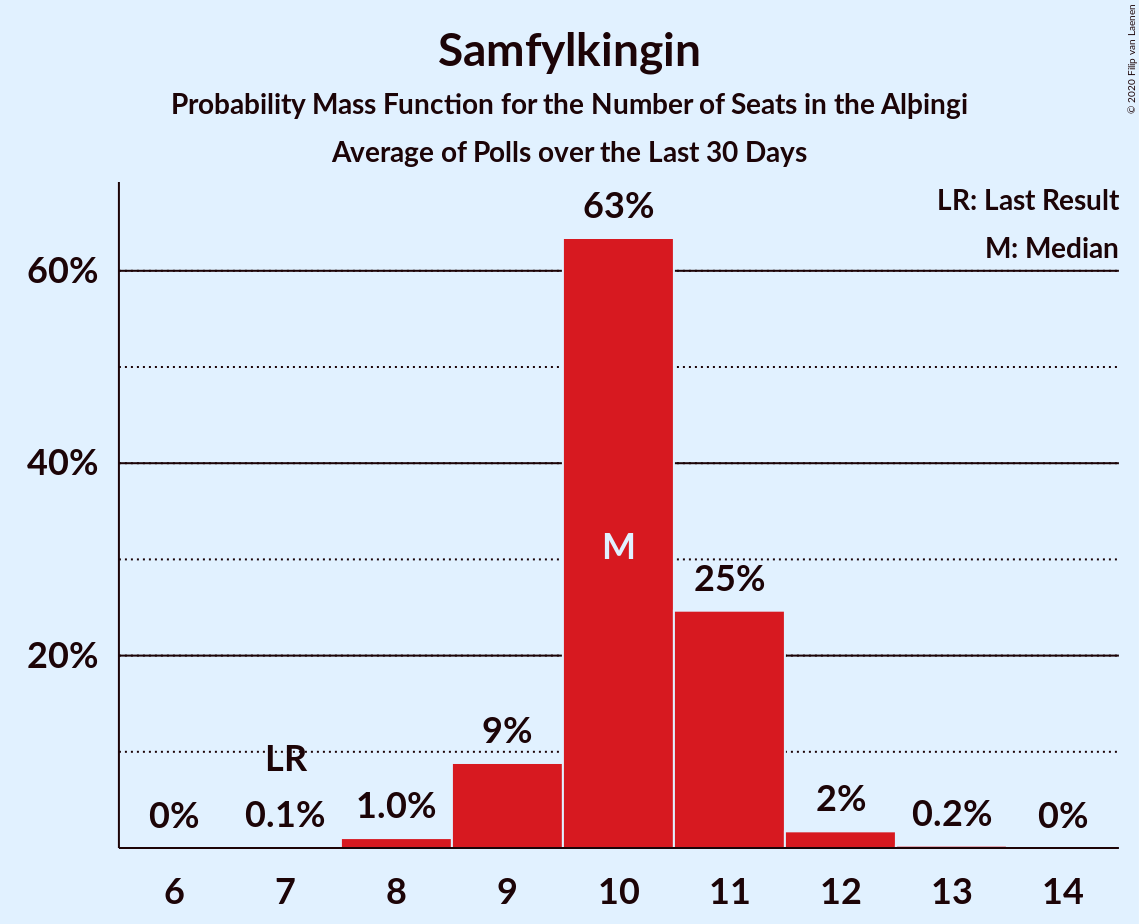 Samfylkingin
Probability Mass Function for the Number of Seats in the Alþingi
Average of Polls over the Last 30 Days
© 2020 Filip van Laenen
LR: Last Result
M: Median
63%
60%
40%
M
25%
20%
9%
LR
0% 0.1% 1.0% 2% 0.2% 0%
6 7 8 9 10 11 12 13 14